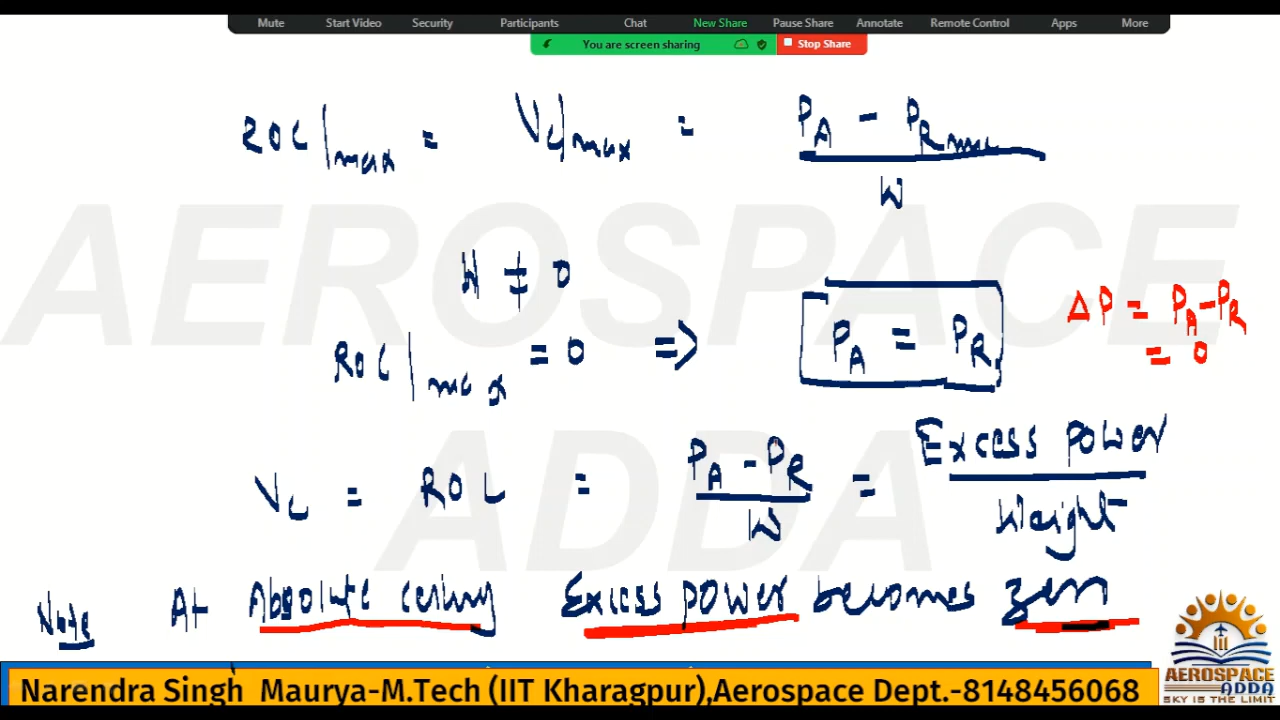 Mute Start Video Security Participants Chat New Share Pause Share Annotate Remote Control Apps More
You are screen sharing Stop Share
ROC|max = Vc|max = PA - PRmin / W
W ≠ 0
ROC|max = 0 => PA = PR
ΔP = PA-PR
= 0
Vc = ROC = PA - PR / W = Excess power / Weight
Note At Absolute ceiling Excess power becomes zero
AEROSPACE
ADDA
Narendra Singh Maurya-M.Tech (IIT Kharagpur),Aerospace Dept.-8148456068
AEROSPACE
ADDA
SKY IS THE LIMIT